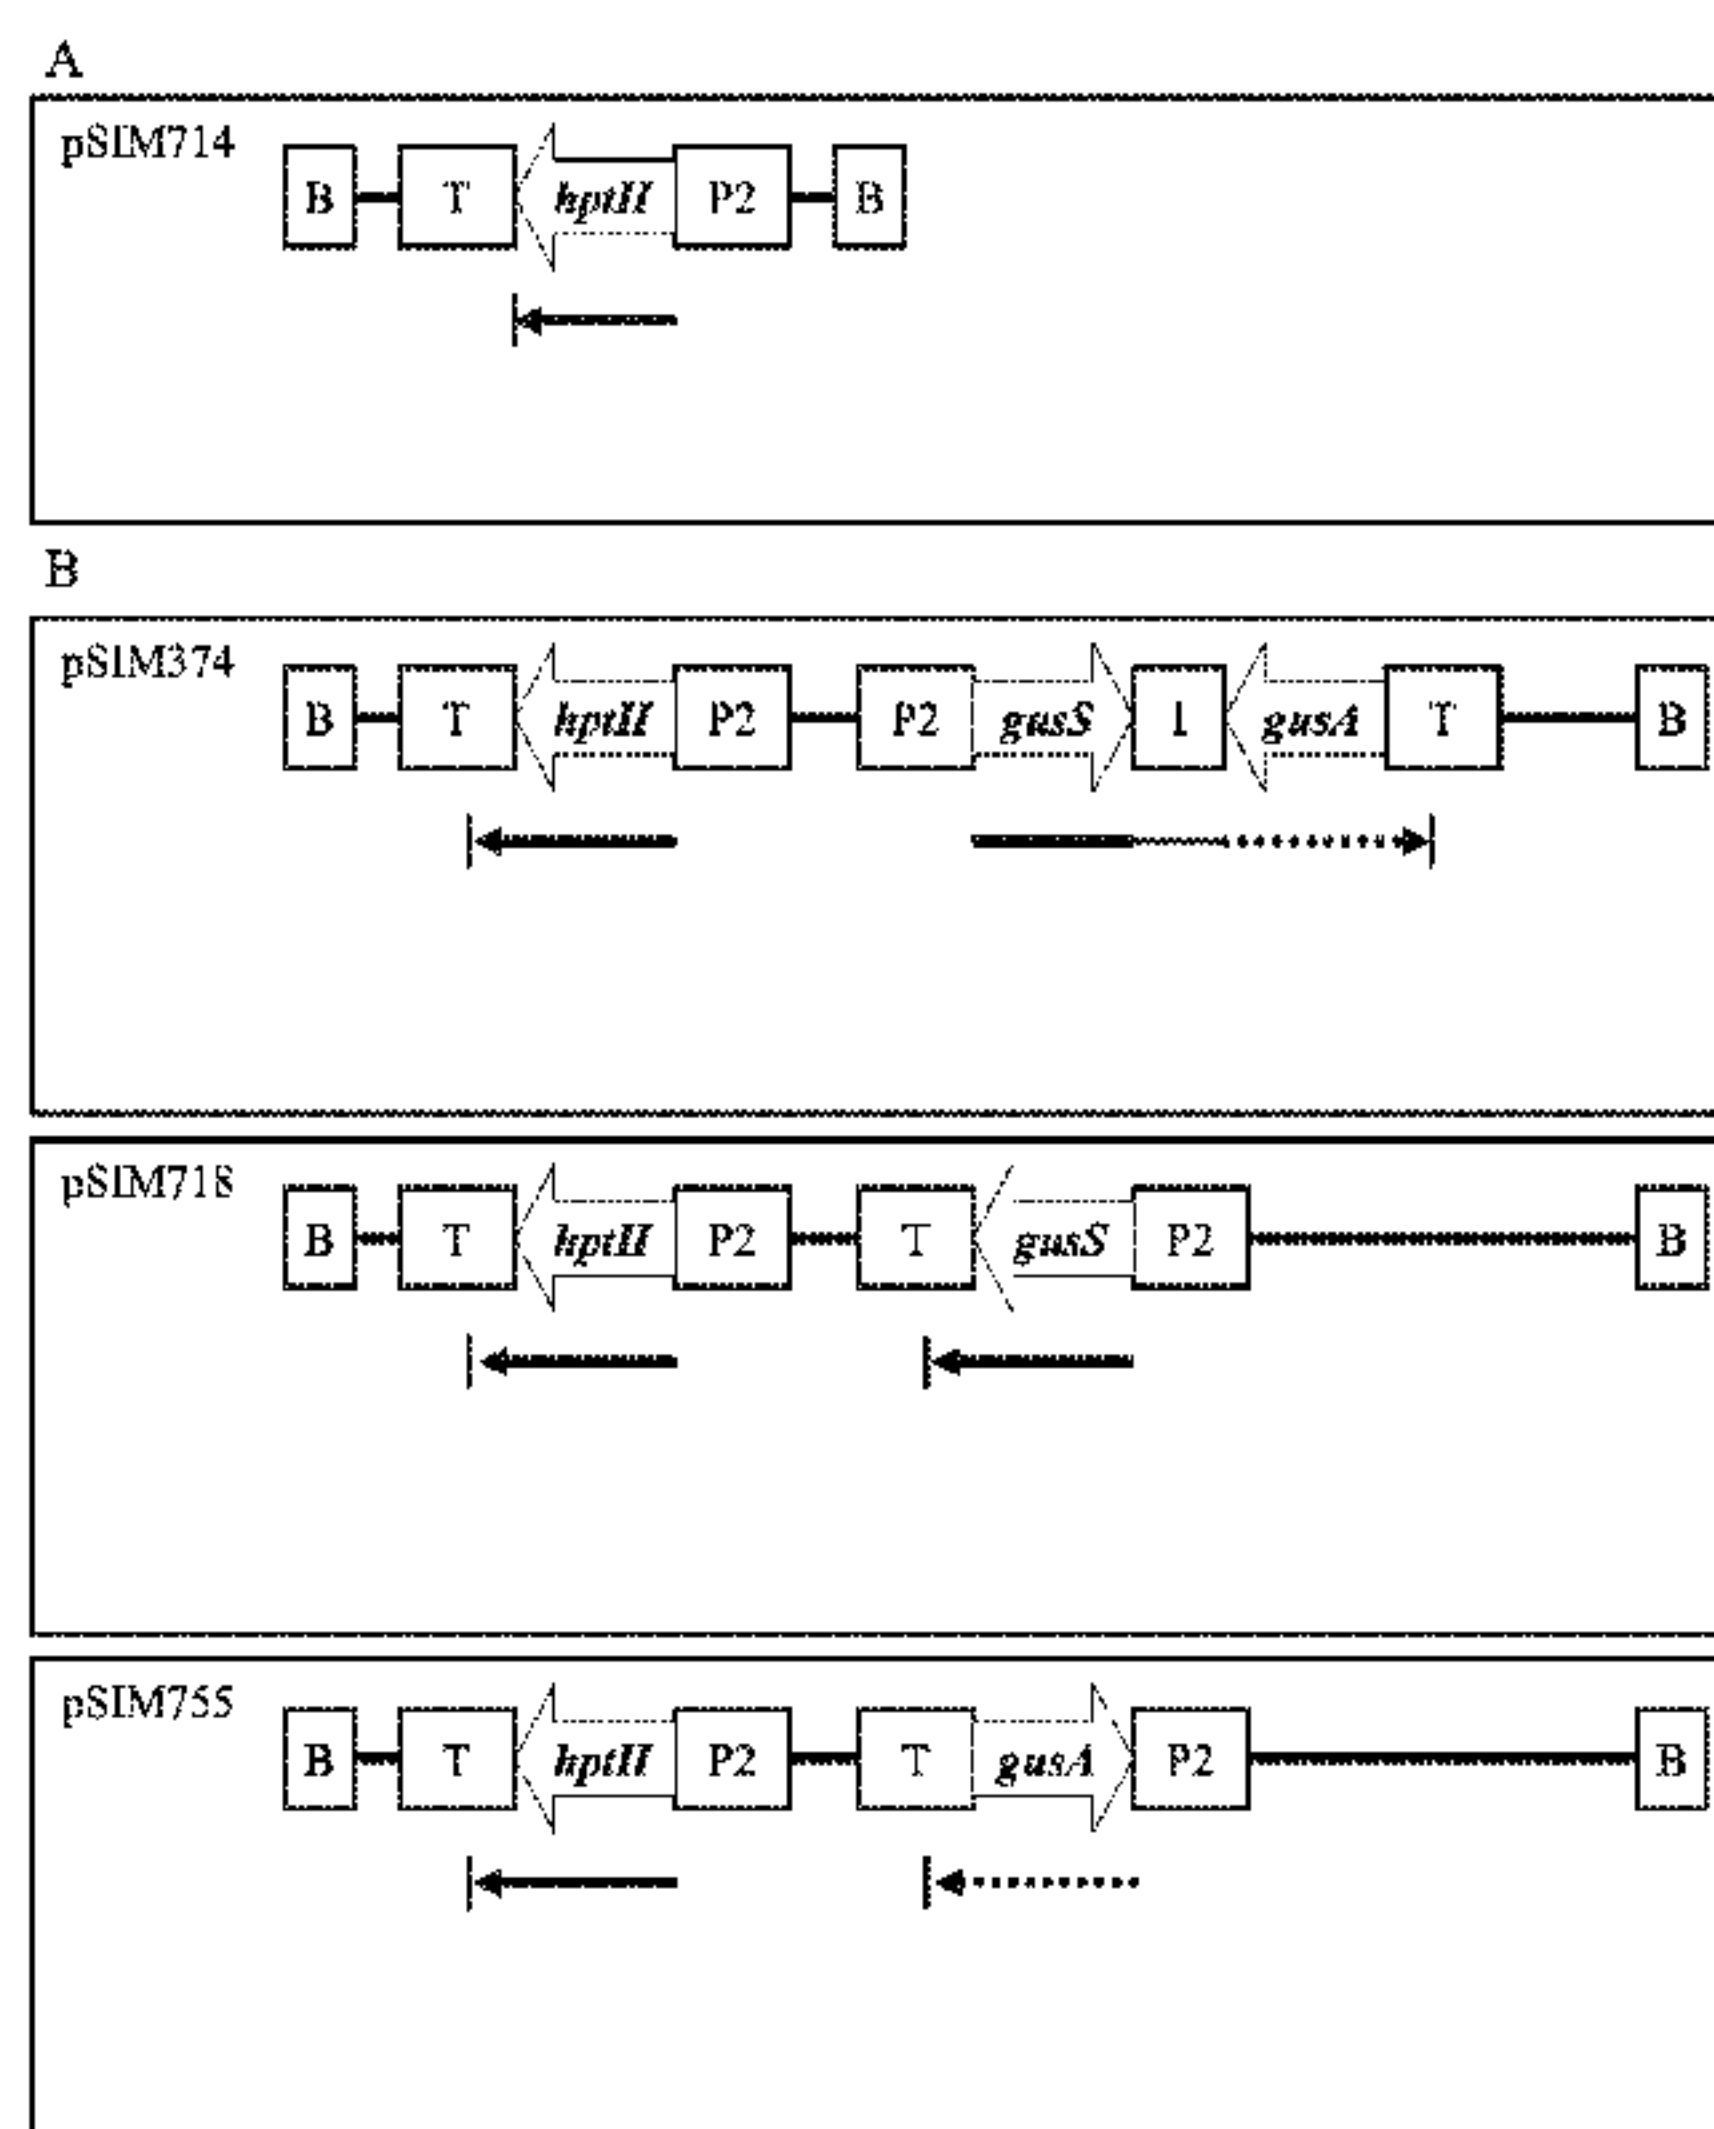 A
pSIM714
B T hptII P2 B
B
pSIM374
B T hptII P2 P2 gusS I gusA T B
pSIM718
B T hptII P2 T gusS P2 B
pSIM755
B T hptII P2 T gusA P2 B